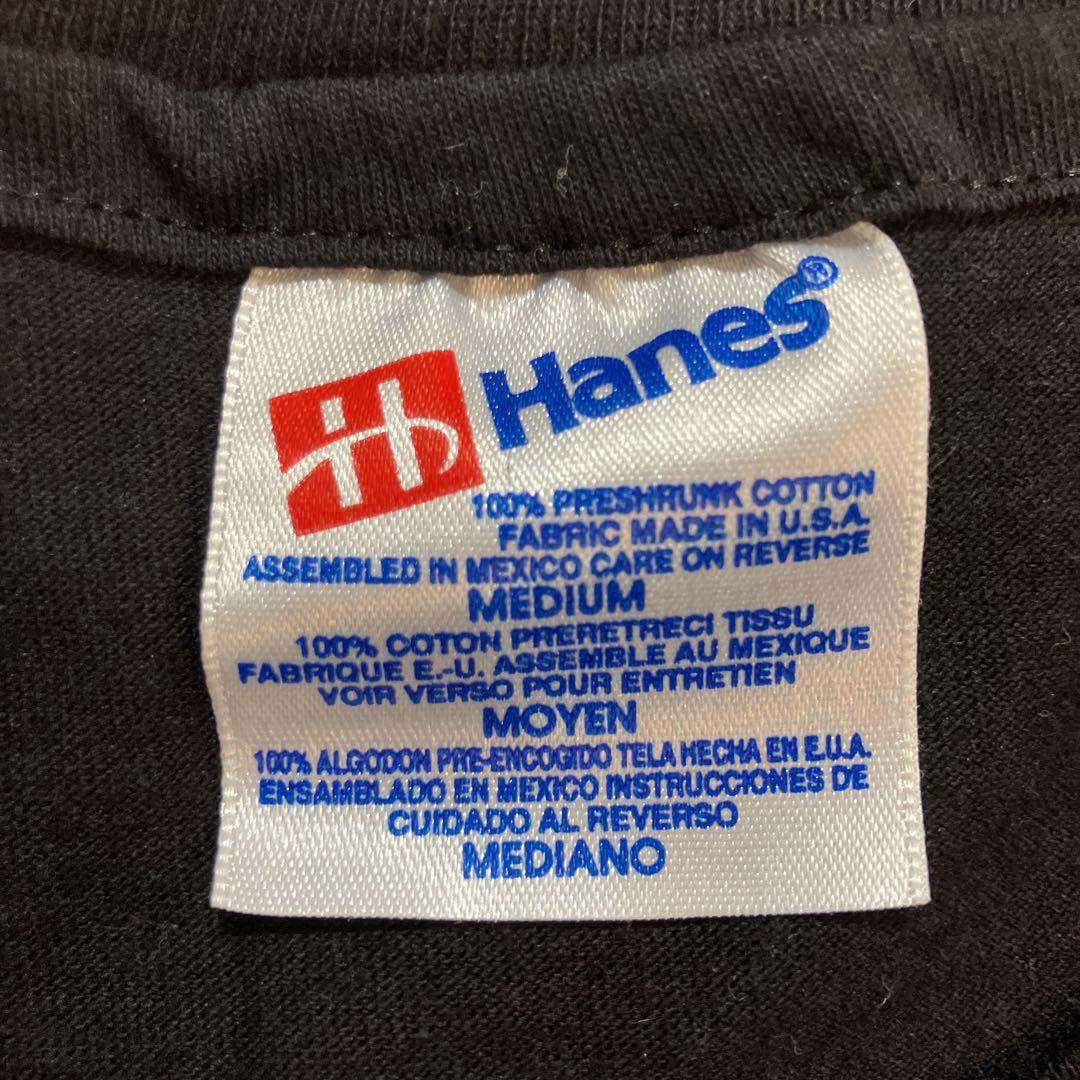 Hanes®
100% PRESHRUNK COTTON
FABRIC MADE IN U.S.A.
ASSEMBLED IN MEXICO CARE ON REVERSE
MEDIUM
100% COTON PRERETRECI TISSU
FABRIQUE E.-U. ASSEMBLE AU MEXIQUE
VOIR VERSO POUR ENTRETIEN
MOYEN
100% ALGODON PRE-ENCOGIDO TELA HECHA EN E.U.A.
ENSAMBLADO EN MEXICO INSTRUCCIONES DE
CUIDADO AL REVERSO
MEDIANO